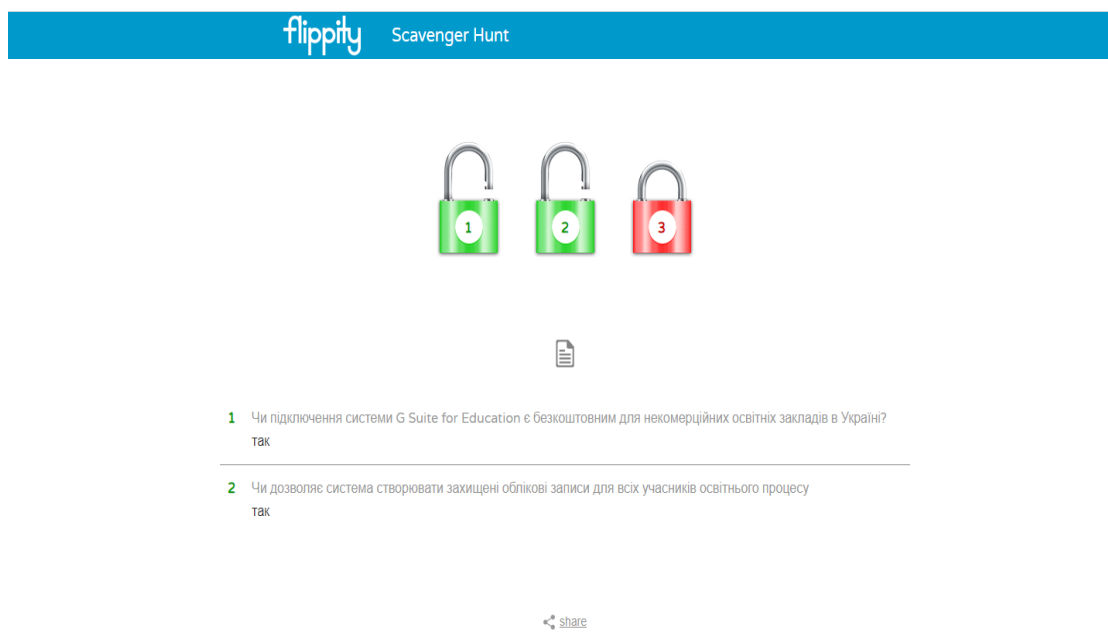 flippity Scavenger Hunt
1 2 3
1 Чи підключення системи G Suite for Education є безкоштовним для некомерційних освітніх закладів в Україні?
так
2 Чи дозволяє система створювати захищені облікові записи для всіх учасників освітнього процесу
так
share